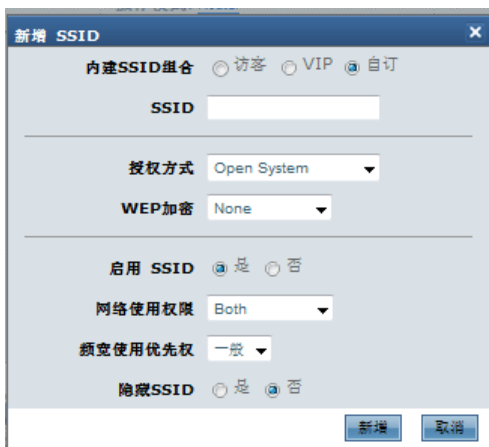 新增 SSID
内建SSID组合 访客 VIP 自订
SSID
授权方式 Open System
WEP加密 None
启用 SSID 是 否
网络使用权限 Both
频宽使用优先权 一般
隐藏SSID 是 否
新增 取消